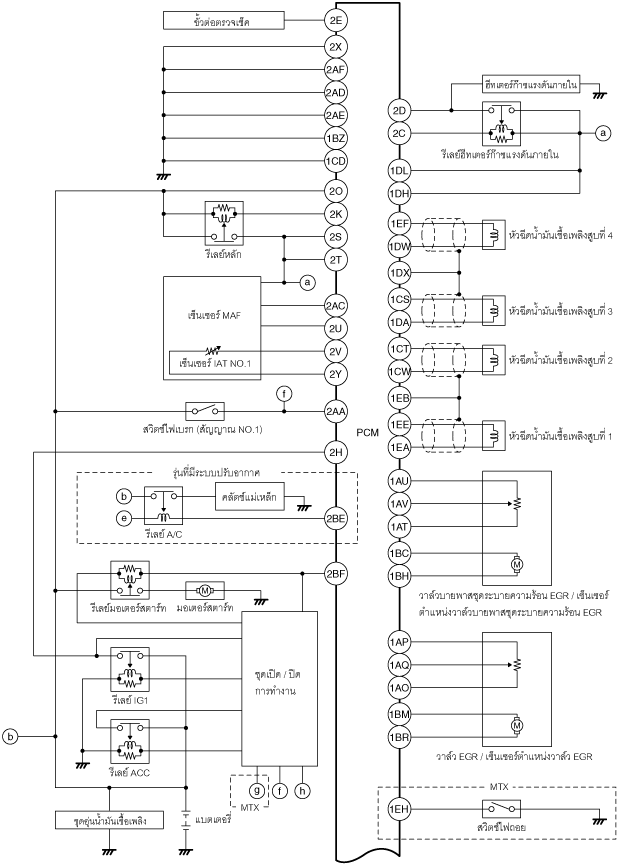 ขั้วต่อตรวจเช็ค
2E
2X
2AF
2AD
2AE
1BZ
1CD
2O
2K
2S
รีเลย์หลัก
2T
a
เซ็นเซอร์ MAF
2AC
2U
2V
เซ็นเซอร์ IAT NO.1
2Y
f
2AA
สวิตช์ไฟเบรก (สัญญาณ NO.1)
2H
PCM
รุ่นที่มีระบบปรับอากาศ
b
คลัตช์แม่เหล็ก
e
2BE
รีเลย์ A/C
2BF
M
รีเลย์มอเตอร์สตาร์ท
มอเตอร์สตาร์ท
ชุดเปิด / ปิด
การทำงาน
รีเลย์ IG1
b
รีเลย์ ACC
MTX
g
f
h
ชุดอุ่นน้ำมันเชื้อเพลิง
แบตเตอรี่
ฮีทเตอร์ก๊าซแรงดันภายใน
2D
2C
a
รีเลย์ฮีทเตอร์ก๊าซแรงดันภายใน
1DL
1DH
1EF
หัวฉีดน้ำมันเชื้อเพลิงสูบที่ 4
1DW
1DX
1CS
หัวฉีดน้ำมันเชื้อเพลิงสูบที่ 3
1DA
1CT
หัวฉีดน้ำมันเชื้อเพลิงสูบที่ 2
1CW
1EB
1EE
หัวฉีดน้ำมันเชื้อเพลิงสูบที่ 1
1EA
1AU
1AV
1AT
1BC
M
1BH
วาล์วบายพาสชุดระบายความร้อน EGR / เซ็นเซอร์
ตำแหน่งวาล์วบายพาสชุดระบายความร้อน EGR
1AP
1AQ
1AO
1BM
M
1BR
วาล์ว EGR / เซ็นเซอร์ตำแหน่งวาล์ว EGR
MTX
1EH
สวิตช์ไฟถอย